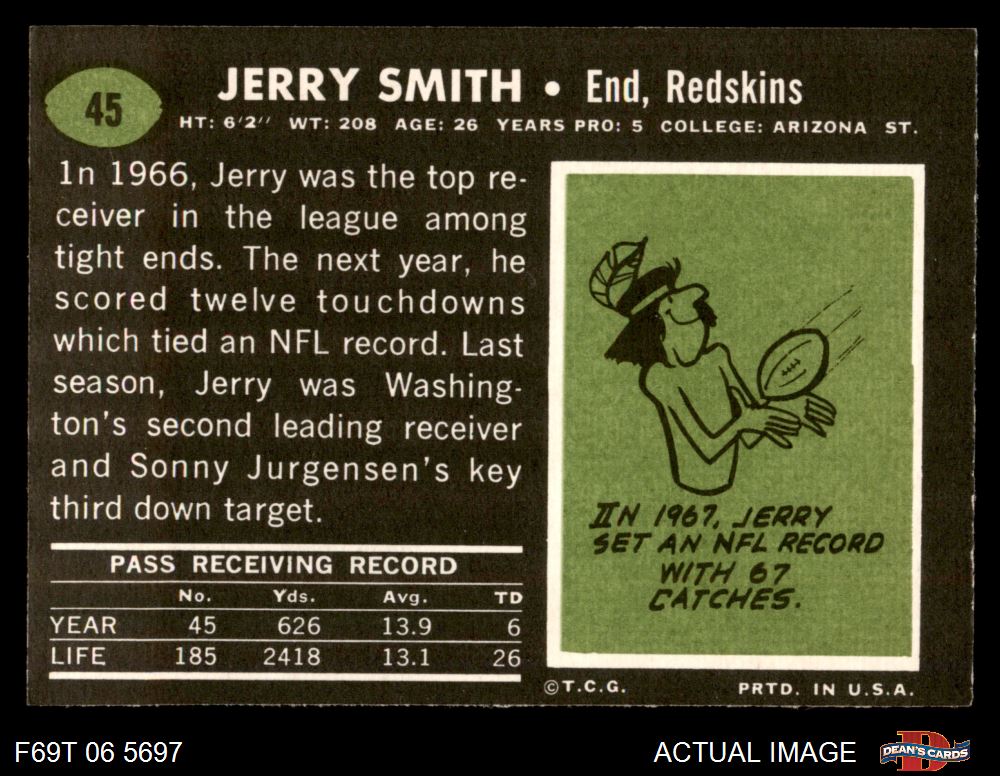 45
JERRY SMITH • End, Redskins
HT: 6'2'' WT: 208 AGE: 26 YEARS PRO: 5 COLLEGE: ARIZONA ST.
In 1966, Jerry was the top re-
ceiver in the league among
tight ends. The next year, he
scored twelve touchdowns
which tied an NFL record. Last
season, Jerry was Washing-
ton's second leading receiver
and Sonny Jurgensen's key
third down target.
PASS RECEIVING RECORD
No. Yds. Avg. TD
YEAR 45 626 13.9 6
LIFE 185 2418 13.1 26
IN 1967, JERRY
SET AN NFL RECORD
WITH 67
CATCHES.
©T.C.G. PRTD. IN U.S.A.
F69T 06 5697
ACTUAL IMAGE
D
DEAN'S CARDS